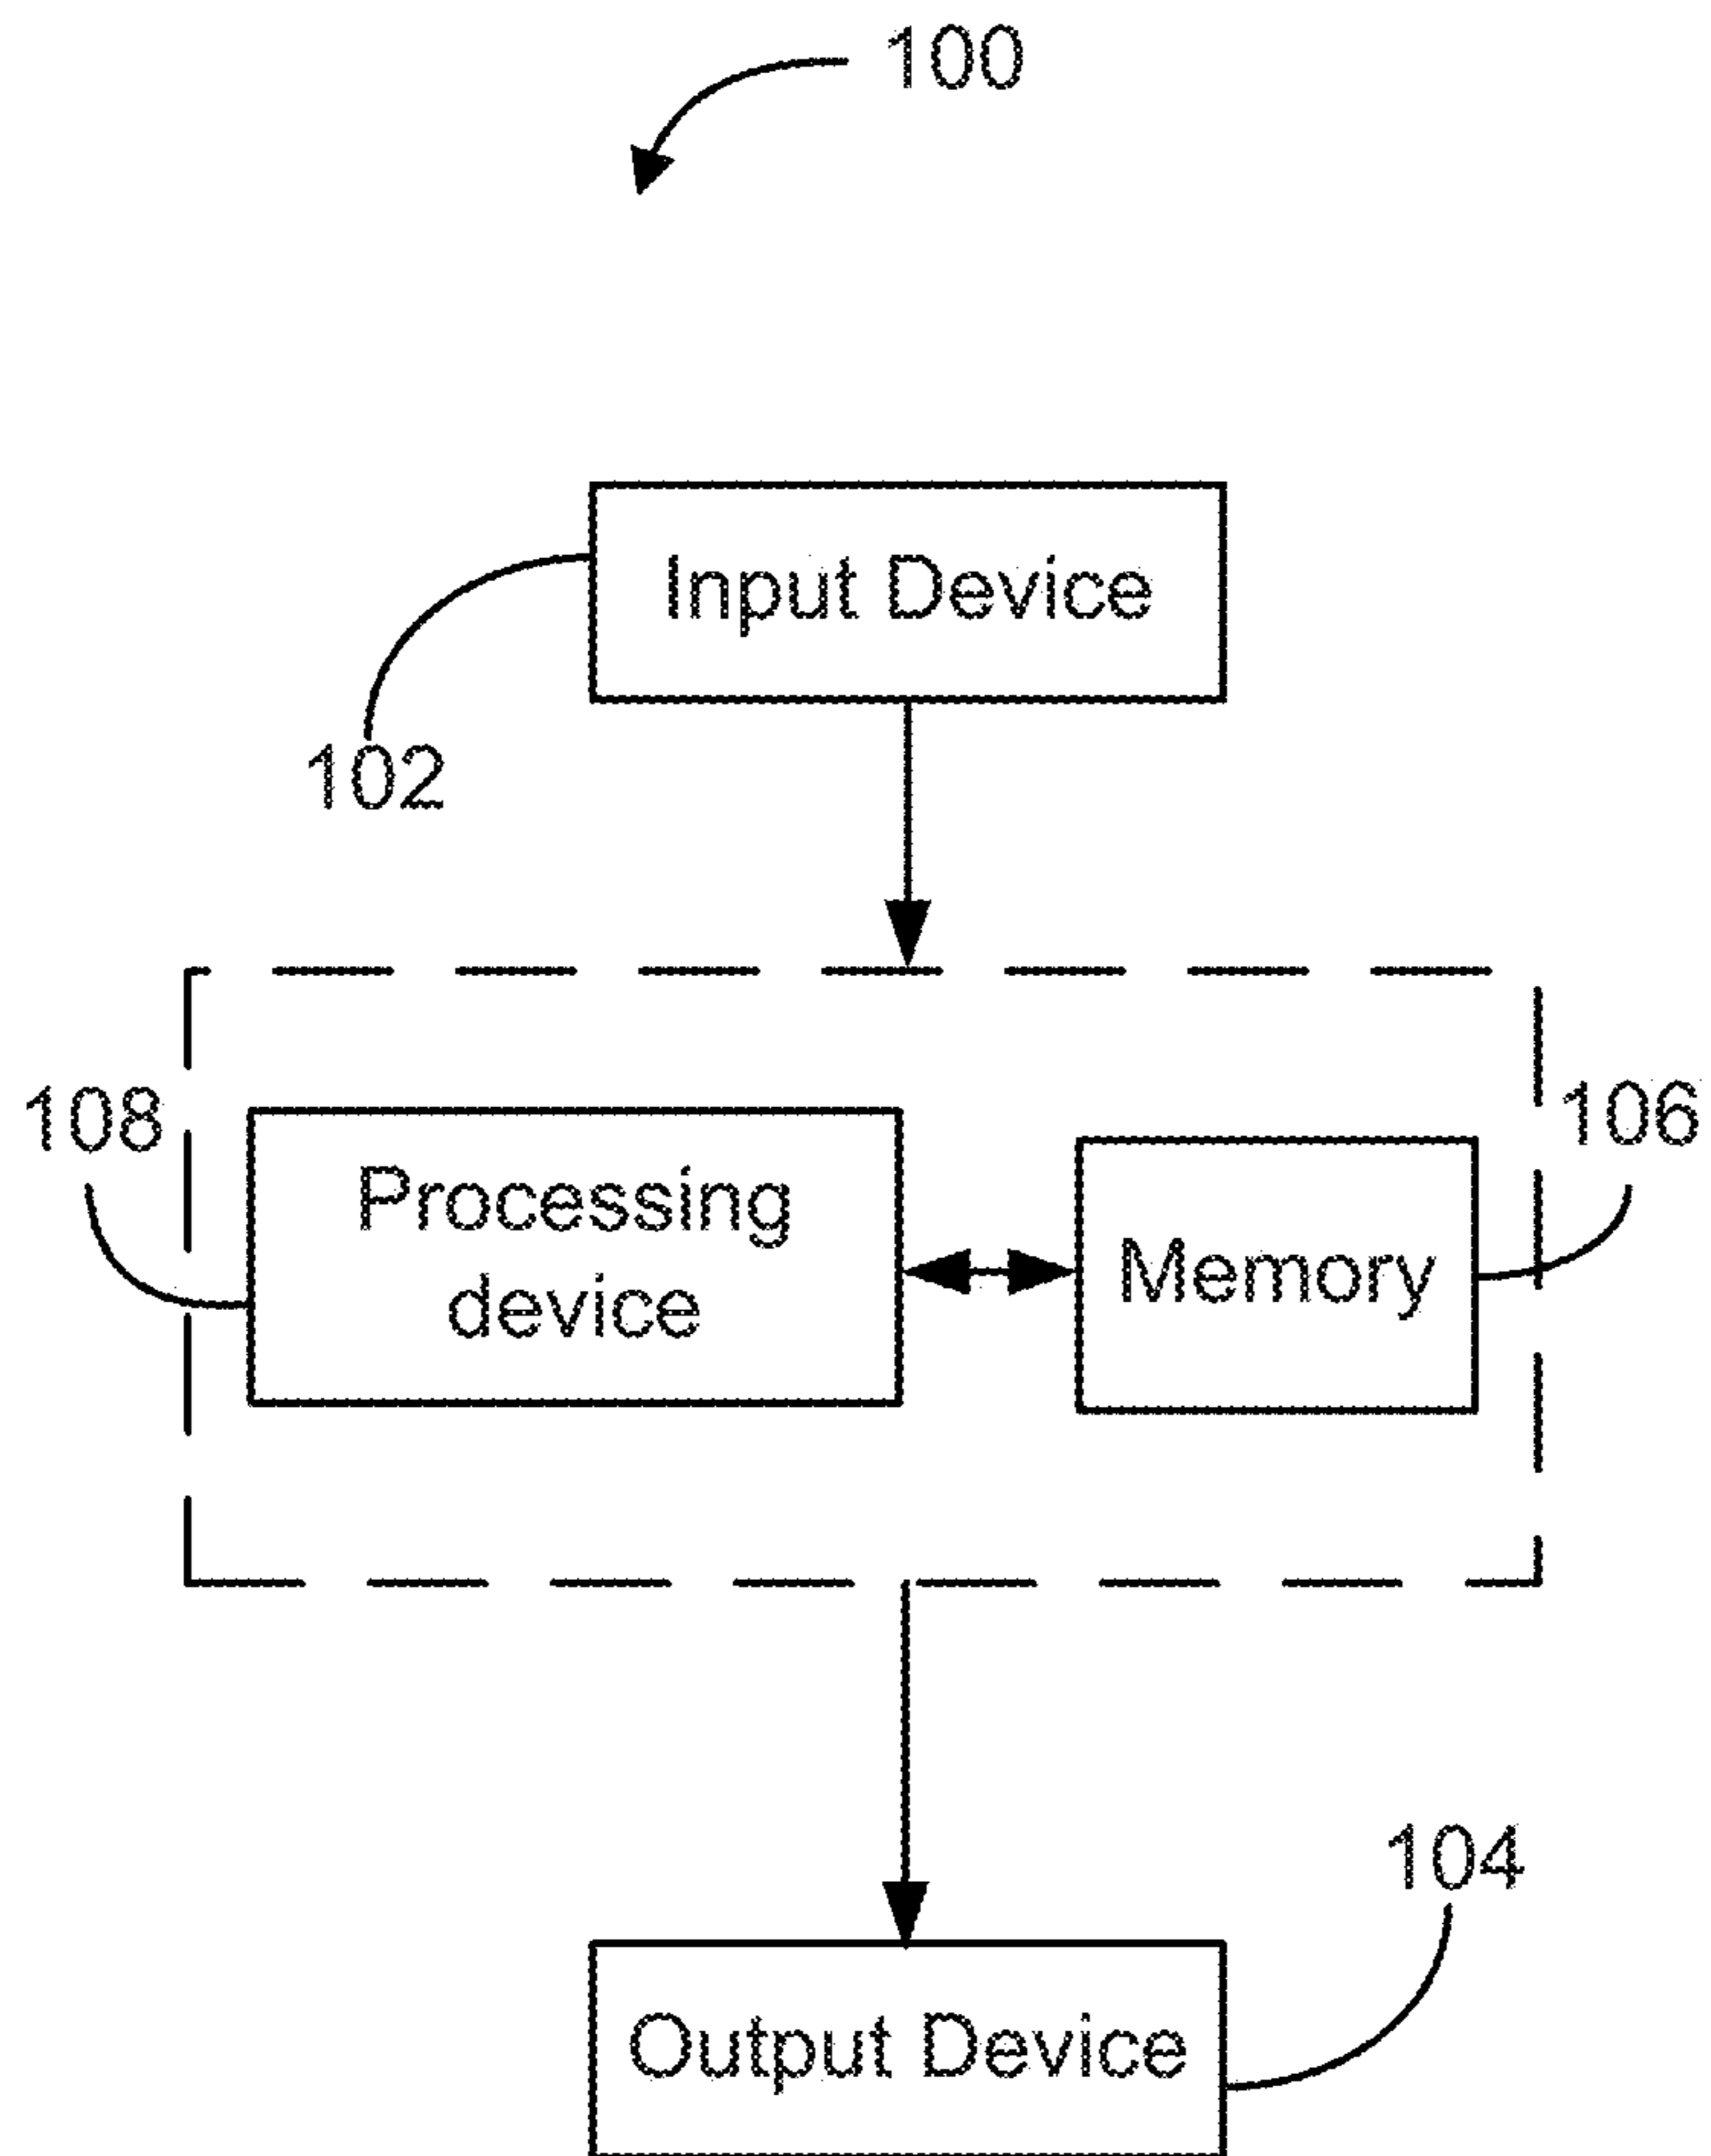 100
Input Device
102
108
106
Processing
device
Memory
104
Output Device